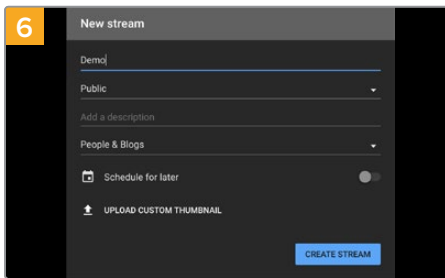 6
New stream
Demo
Public
Add a description
People & Blogs
Schedule for later
UPLOAD CUSTOM THUMBNAIL
CREATE STREAM